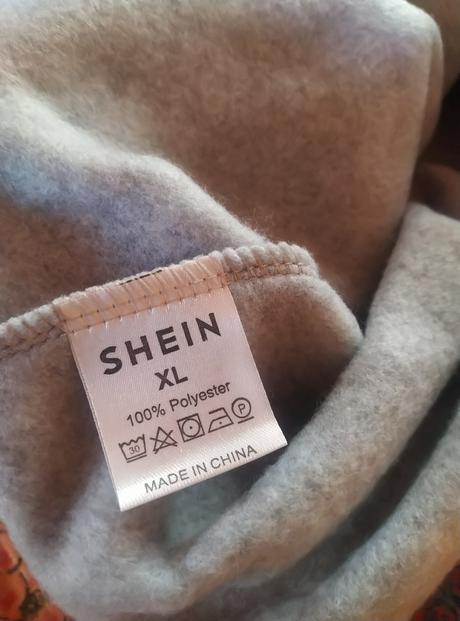 SHEIN
XL
100% Polyester
30 P
MADE IN CHINA